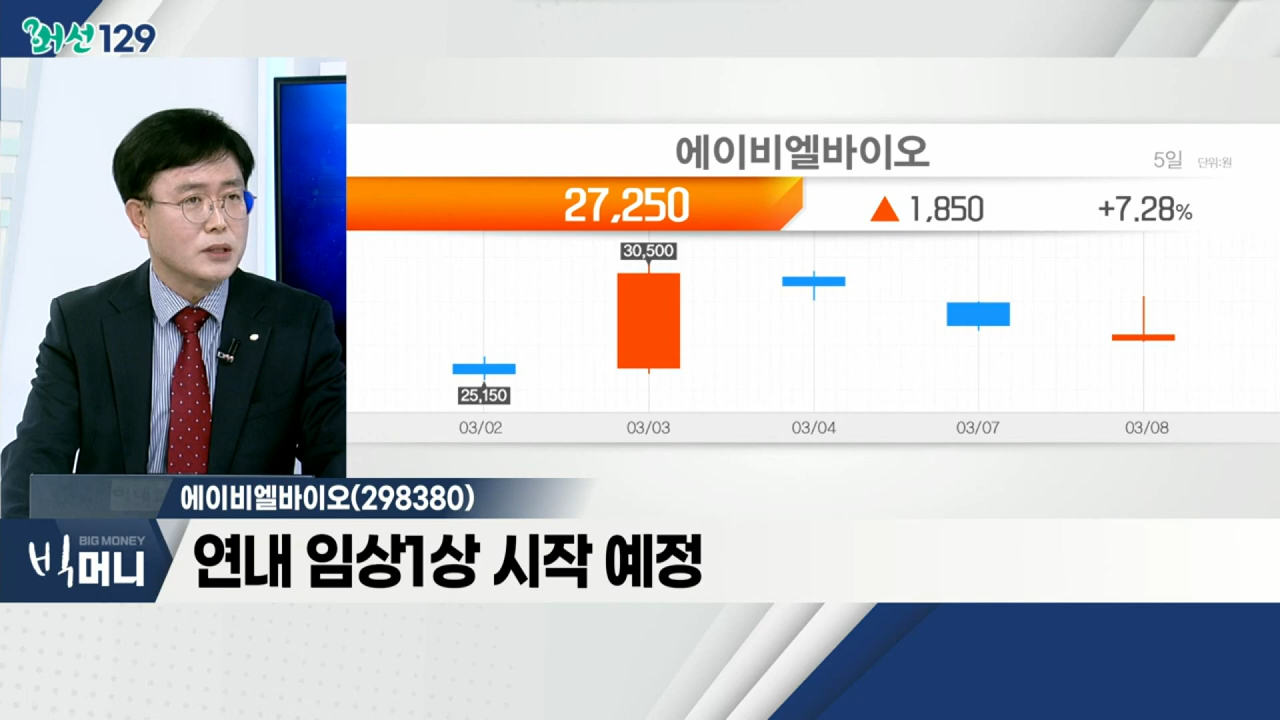 머선129
에이비엘바이오
5일 단위:원
27,250 ▲ 1,850 +7.28%
30,500
25,150
03/02 03/03 03/04 03/07 03/08
에이비엘바이오(298380)
BIG MONEY
빅머니
연내 임상1상 시작 예정